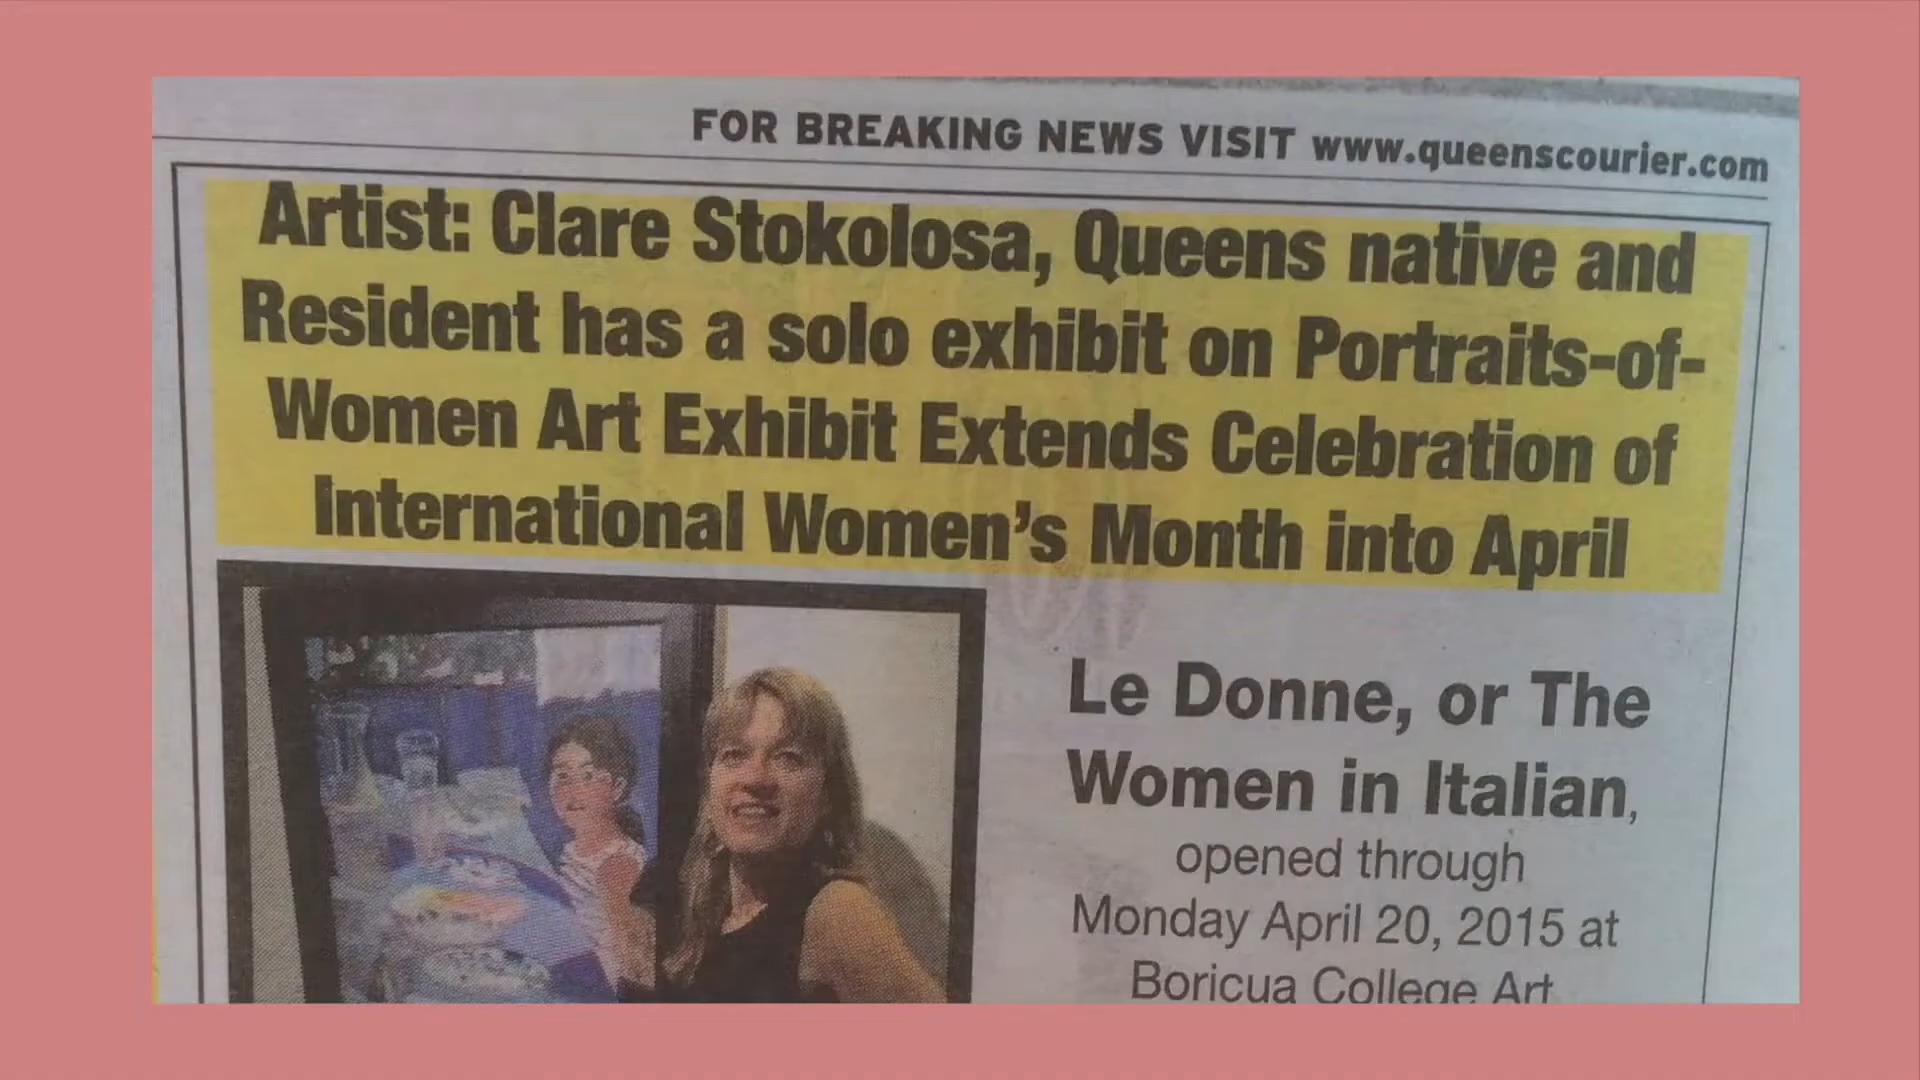 FOR BREAKING NEWS VISIT www.queenscourier.com
Artist: Clare Stokolosa, Queens native and
Resident has a solo exhibit on Portraits-of-
Women Art Exhibit Extends Celebration of
International Women's Month into April
Le Donne, or The
Women in Italian,
opened through
Monday April 20, 2015 at
Boricua College Art